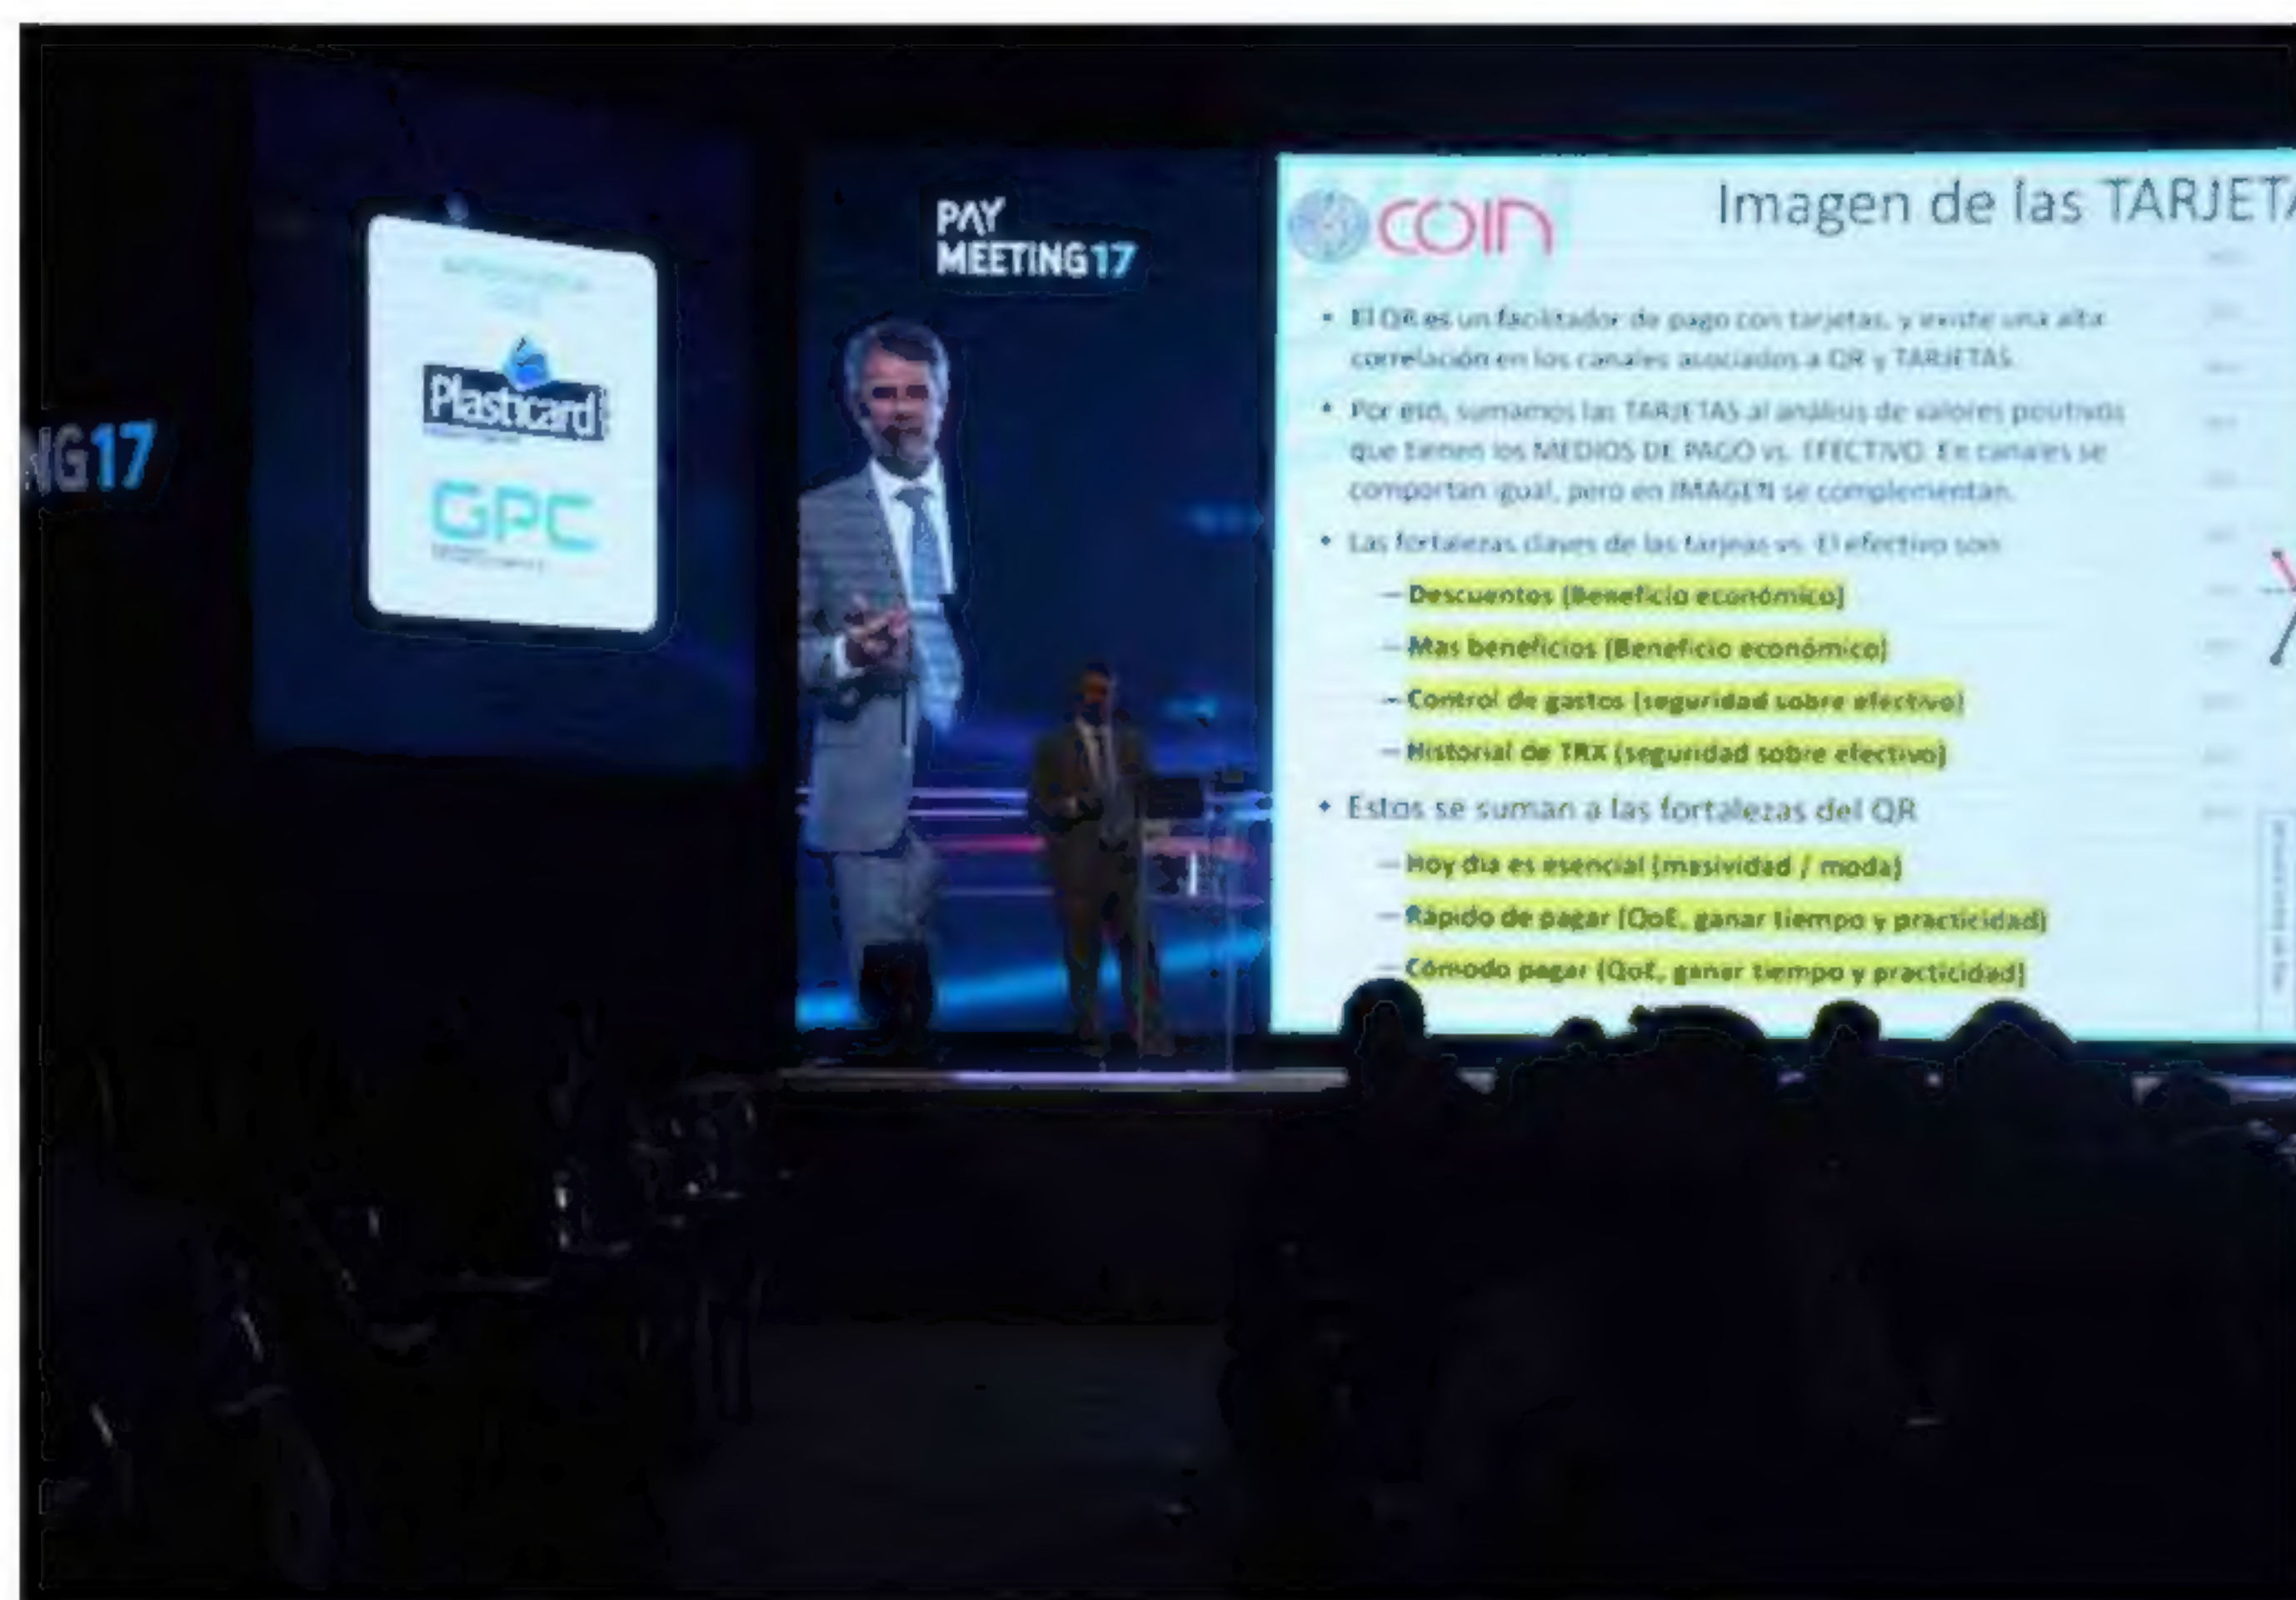 NG17
Plasticard
GPC
PAY
MEETING17
COIN
Imagen de las TARJETA
• El QR es un facilitador de pago con tarjetas, y existe una alta
correlación en los canales asociados a QR y TARJETAS.
• Por eso, sumamos las TARJETAS al análisis de valores positivos
que tienen los MEDIOS DE PAGO vs. EFECTIVO. En canales se
comportan igual, pero en IMAGEN se complementan.
• Las fortalezas claves de las tarjeas vs. El efectivo son
– Descuentos (Beneficio económico)
– Mas beneficios (Beneficio económico)
– Control de gastos (seguridad sobre efectivo)
– Historial de TRX (seguridad sobre efectivo)
• Estos se suman a las fortalezas del QR
– Hoy dia es esencial (masividad / moda)
– Rápido de pagar (QoE, ganar tiempo y practicidad)
– Cómodo pagar (QoE, ganar tiempo y practicidad)